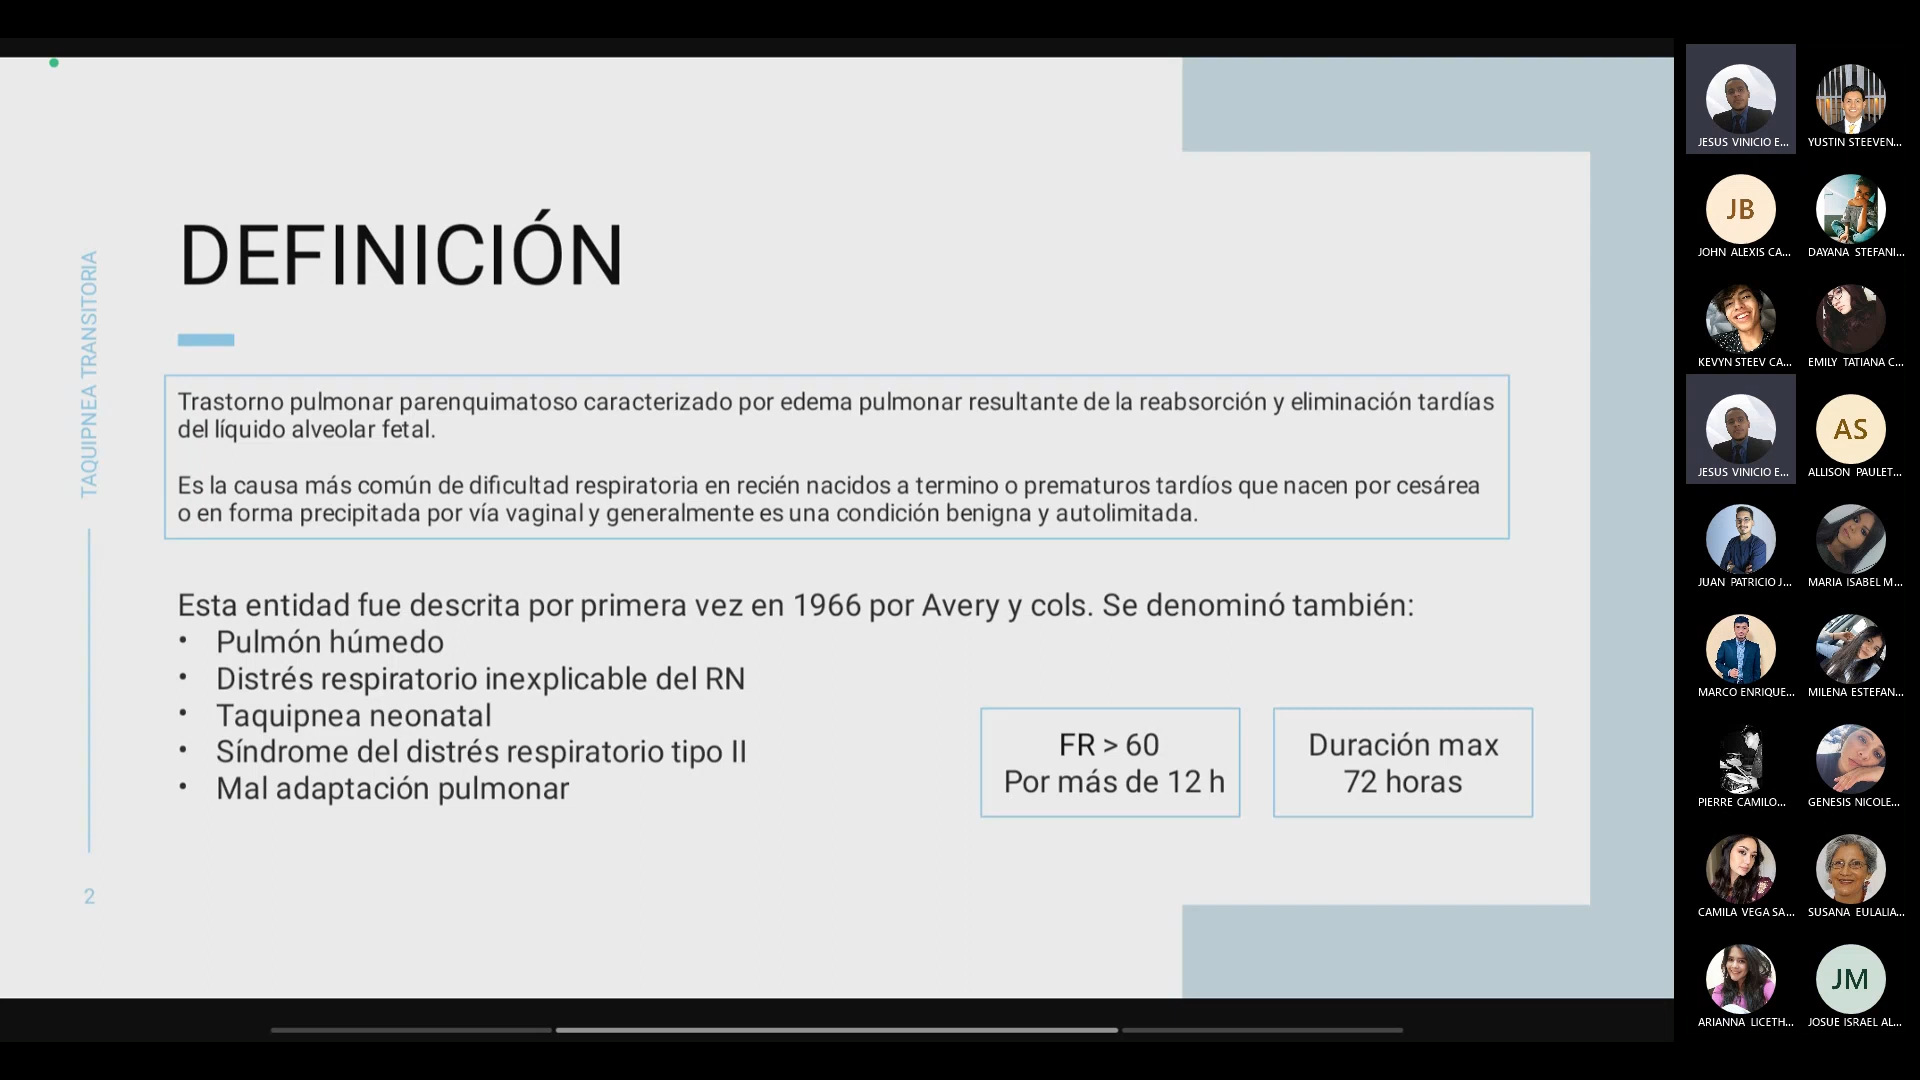 TAQUIPNEA TRANSITORIA
2
DEFINICIÓN
Trastorno pulmonar parenquimatoso caracterizado por edema pulmonar resultante de la reabsorción y eliminación tardías
del líquido alveolar fetal.
Es la causa más común de dificultad respiratoria en recién nacidos a termino o prematuros tardíos que nacen por cesárea
o en forma precipitada por vía vaginal y generalmente es una condición benigna y autolimitada.
Esta entidad fue descrita por primera vez en 1966 por Avery y cols. Se denominó también:
• Pulmón húmedo
• Distrés respiratorio inexplicable del RN
• Taquipnea neonatal
• Síndrome del distrés respiratorio tipo II
• Mal adaptación pulmonar
FR > 60
Por más de 12 h
Duración max
72 horas
JESUS VINICIO E...
YUSTIN STEEVEN...
JB
JOHN ALEXIS CA...
DAYANA STEFANI...
KEVYN STEEV CA...
EMILY TATIANA C...
JESUS VINICIO E...
AS
ALLISON PAULET...
JUAN PATRICIO J...
MARIA ISABEL M...
MARCO ENRIQUE...
MILENA ESTEFAN...
PIERRE CAMILO...
GENESIS NICOLE...
CAMILA VEGA SA...
SUSANA EULALIA...
ARIANNA LICETH...
JM
JOSUE ISRAEL AL...